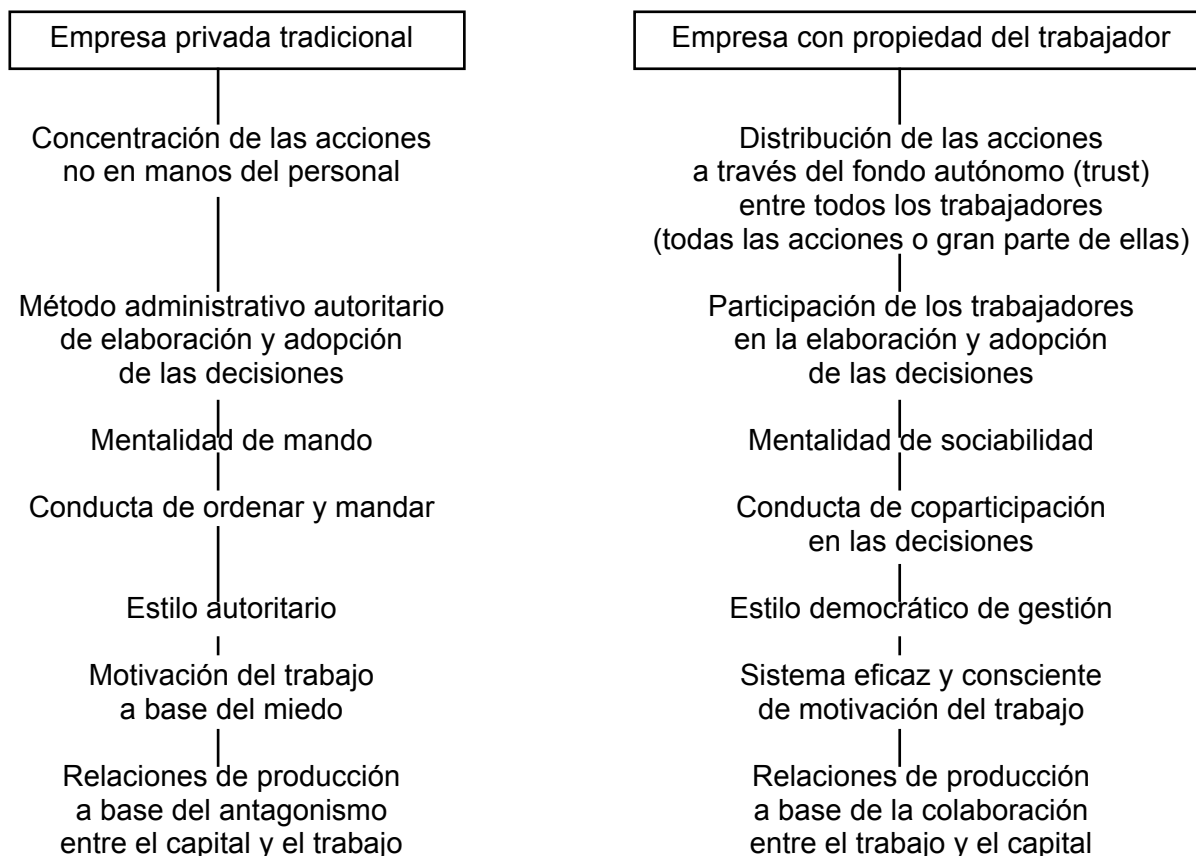 Empresa privada tradicional
Concentración de las acciones
no en manos del personal
Método administrativo autoritario
de elaboración y adopción
de las decisiones
Mentalidad de mando
Conducta de ordenar y mandar
Estilo autoritario
Motivación del trabajo
a base del miedo
Relaciones de producción
a base del antagonismo
entre el capital y el trabajo
Empresa con propiedad del trabajador
Distribución de las acciones
a través del fondo autónomo (trust)
entre todos los trabajadores
(todas las acciones o gran parte de ellas)
Participación de los trabajadores
en la elaboración y adopción
de las decisiones
Mentalidad de sociabilidad
Conducta de coparticipación
en las decisiones
Estilo democrático de gestión
Sistema eficaz y consciente
de motivación del trabajo
Relaciones de producción
a base de la colaboración
entre el trabajo y el capital